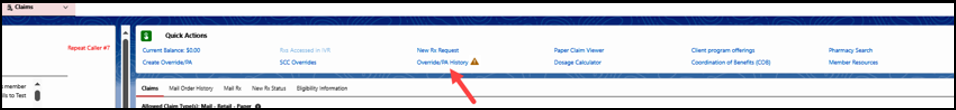 Claims
Quick Actions
Repeat Caller #?
Current Balance: $0.00 Rxs Accessed in IVR New Rx Request Paper Claim Viewer Client program offerings Pharmacy Search
Create Override/PA SCC Overrides Override/PA History Dosage Calculator Coordination of Benefits (COB) Member Resources
s member
lls to Test
Claims Mail Order History Mail Rx New Rx Status Eligibility Information
Allowed Claim Type(s): Mail - Retail - Paper